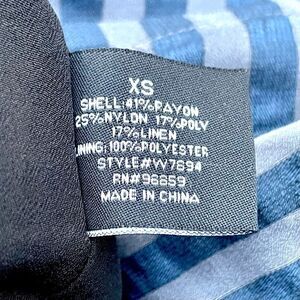 XS
SHELL:41%RAYON
25%NYLON 17%POLY
17%LINEN
LINING:100%POLYESTER
STYLE#W7694
RN#96659
MADE IN CHINA